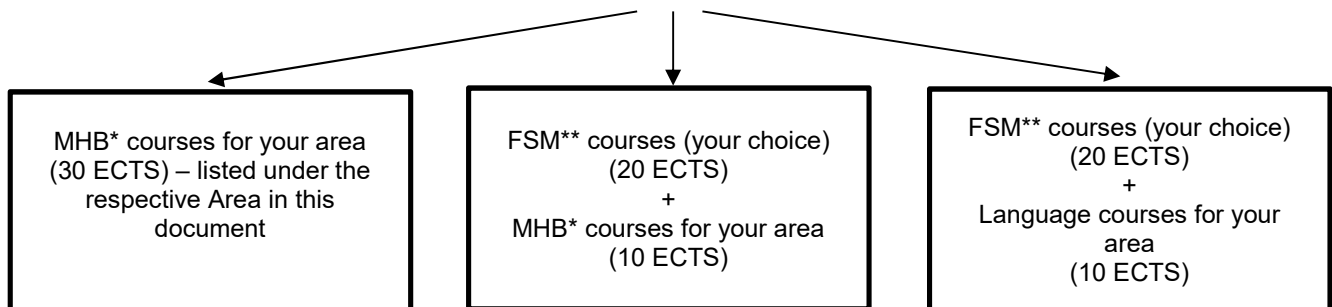 MHB* courses for your area
(30 ECTS) – listed under the
respective Area in this
document
FSM** courses (your choice)
(20 ECTS)
+
MHB* courses for your area
(10 ECTS)
FSM** courses (your choice)
(20 ECTS)
+
Language courses for your
area
(10 ECTS)